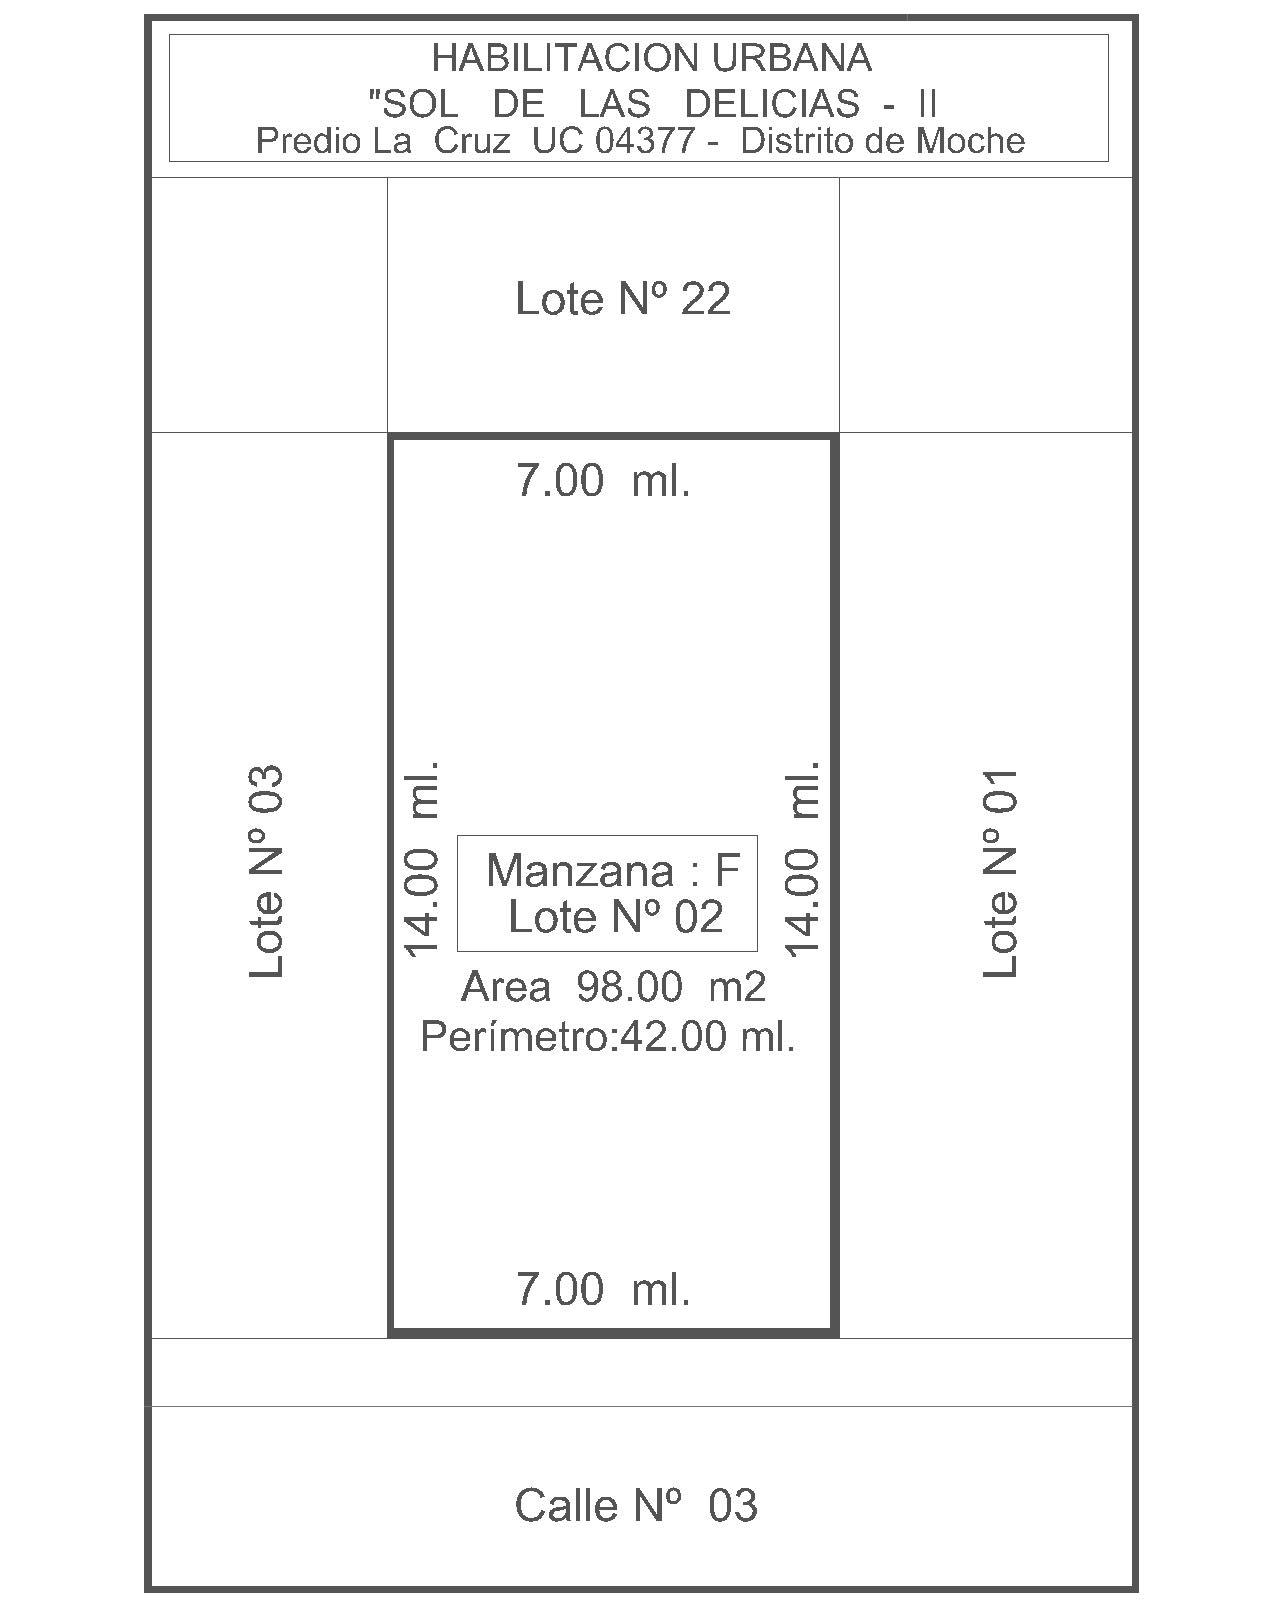 HABILITACION URBANA
"SOL DE LAS DELICIAS - II
Predio La Cruz UC 04377 - Distrito de Moche
Lote Nº 22
7.00 ml.
Lote Nº 03
14.00 ml.
Manzana : F
Lote Nº 02
14.00 ml.
Lote Nº 01
Area 98.00 m2
Perímetro:42.00 ml.
7.00 ml.
Calle Nº 03